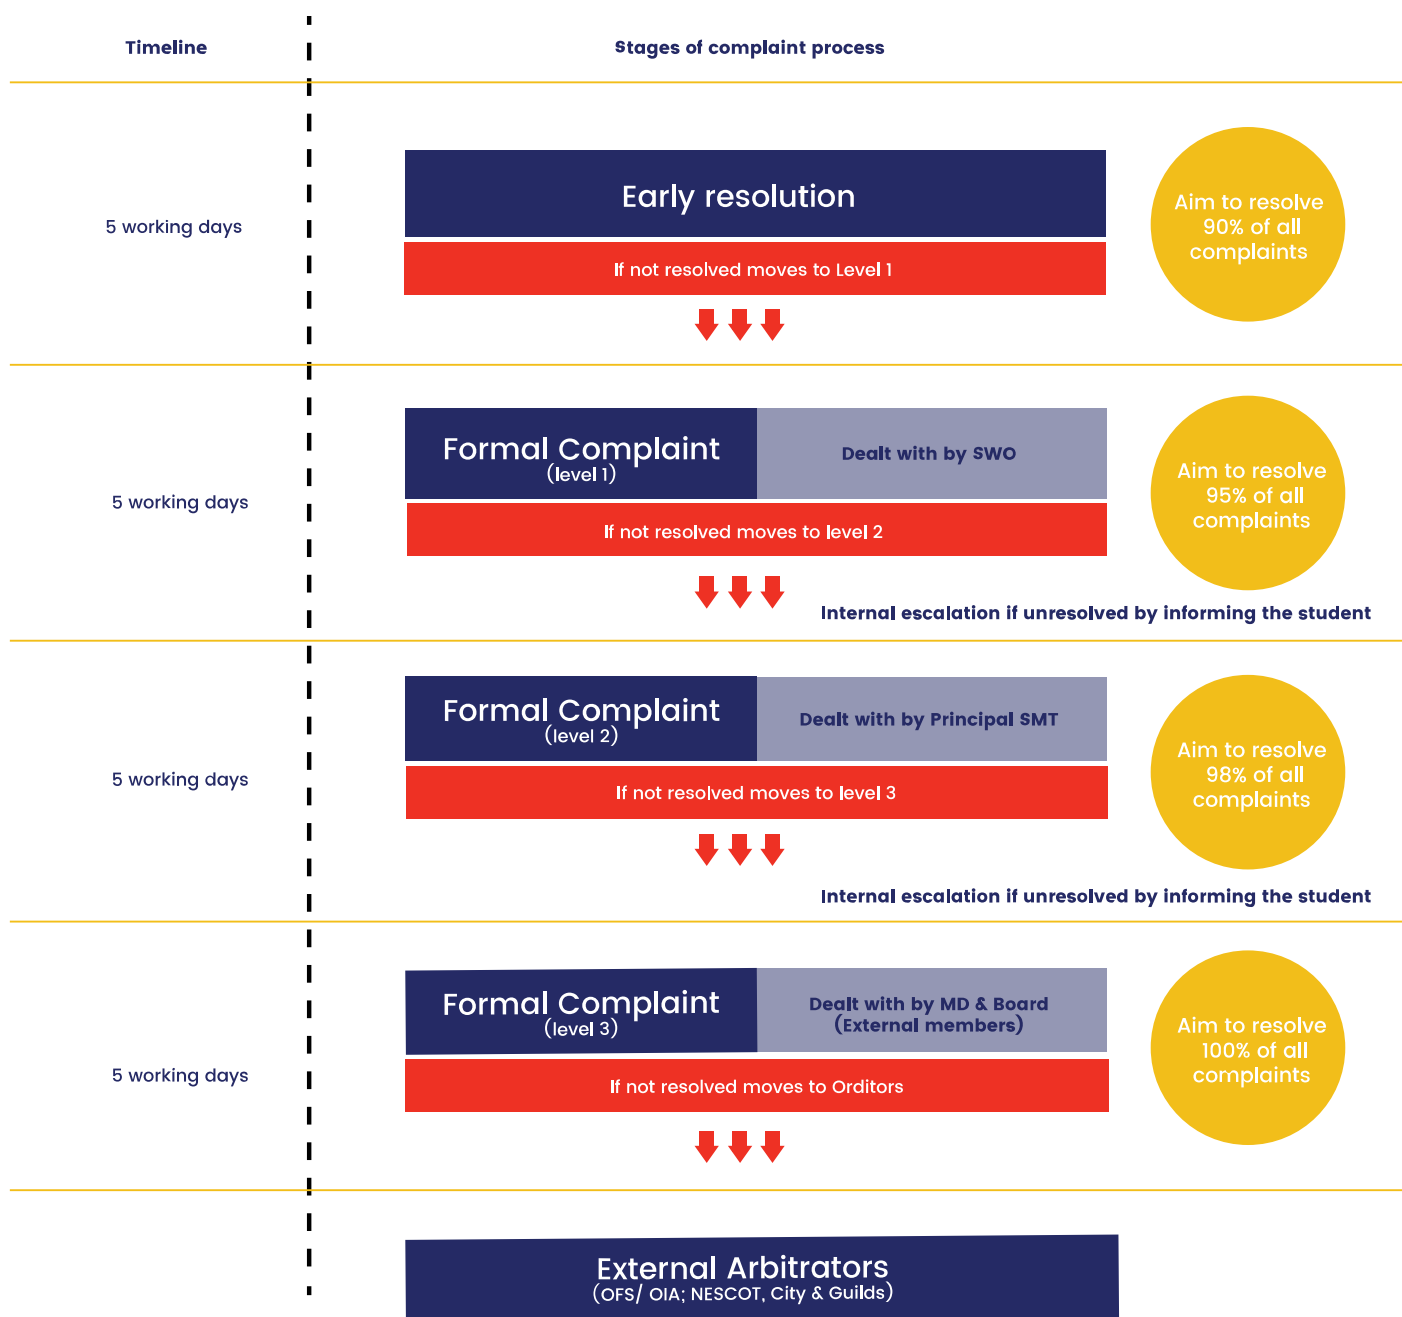 Timeline
Stages of complaint process
5 working days
Early resolution
If not resolved moves to Level 1
Aim to resolve
90% of all
complaints
5 working days
Formal Complaint
(level 1)
Dealt with by SWO
If not resolved moves to level 2
Aim to resolve
95% of all
complaints
Internal escalation if unresolved by informing the student
5 working days
Formal Complaint
(level 2)
Dealt with by Principal SMT
If not resolved moves to level 3
Aim to resolve
98% of all
complaints
Internal escalation if unresolved by informing the student
5 working days
Formal Complaint
(level 3)
Dealt with by MD & Board
(External members)
If not resolved moves to Orditors
Aim to resolve
100% of all
complaints
External Arbitrators
(OFS/ OIA; NESCOT, City & Guilds)